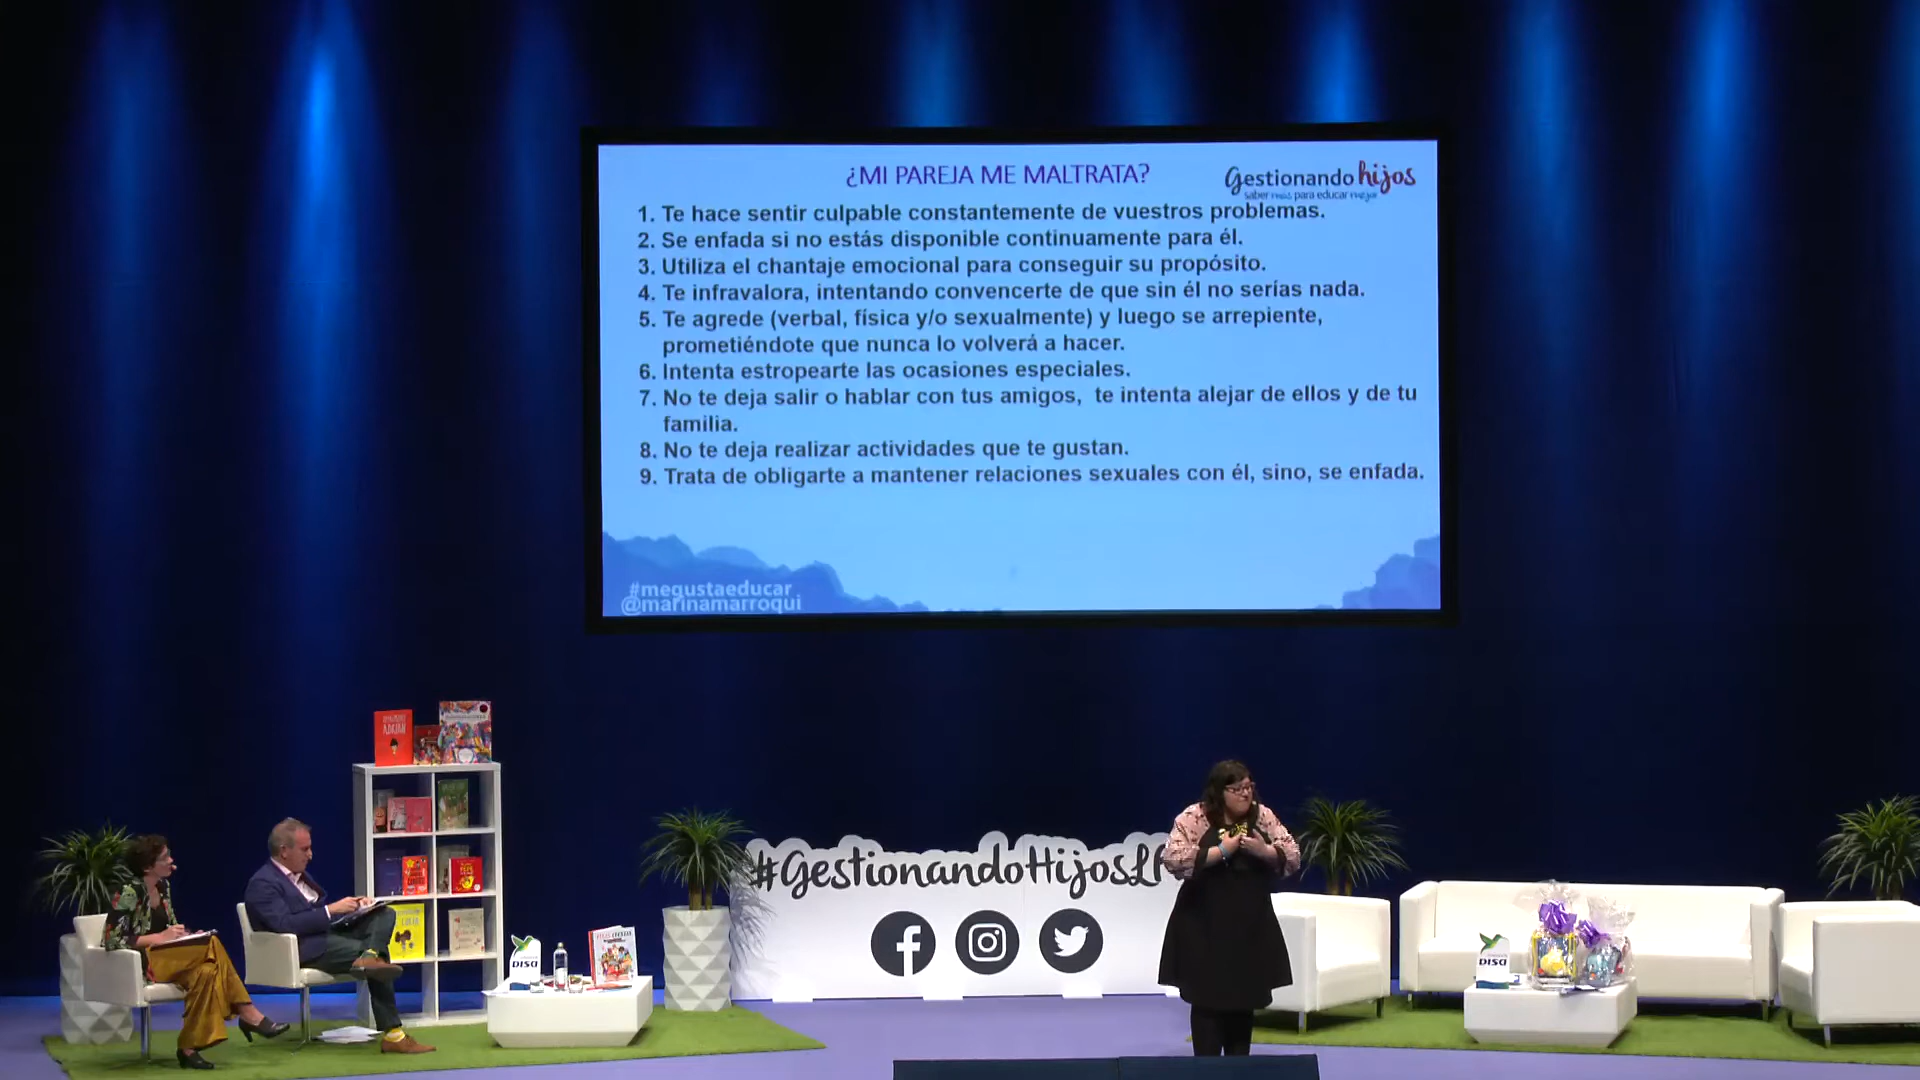 ¿MI PAREJA ME MALTRATA?
Gestionando hijos
saber más para educar mejor
1. Te hace sentir culpable constantemente de vuestros problemas.
2. Se enfada si no estás disponible continuamente para él.
3. Utiliza el chantaje emocional para conseguir su propósito.
4. Te infravalora, intentando convencerte de que sin él no serías nada.
5. Te agrede (verbal, física y/o sexualmente) y luego se arrepiente,
prometiéndote que nunca lo volverá a hacer.
6. Intenta estropearte las ocasiones especiales.
7. No te deja salir o hablar con tus amigos, te intenta alejar de ellos y de tu
familia.
8. No te deja realizar actividades que te gustan.
9. Trata de obligarte a mantener relaciones sexuales con él, sino, se enfada.
#megustaeducar
@marinamarroqui
ADRIAN
#GestionandoHijosL
DISA
DISA